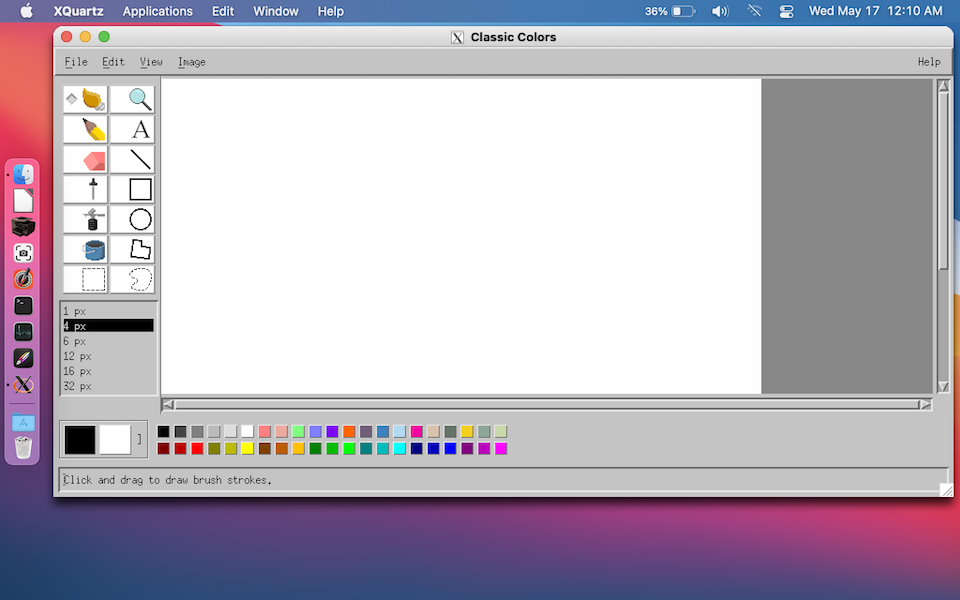 XQuartz Applications Edit Window Help 36% Wed May 17 12:10 AM
X Classic Colors
File Edit View Image Help
A
1 px
4 px
6 px
12 px
16 px
32 px
]
Click and drag to draw brush strokes.